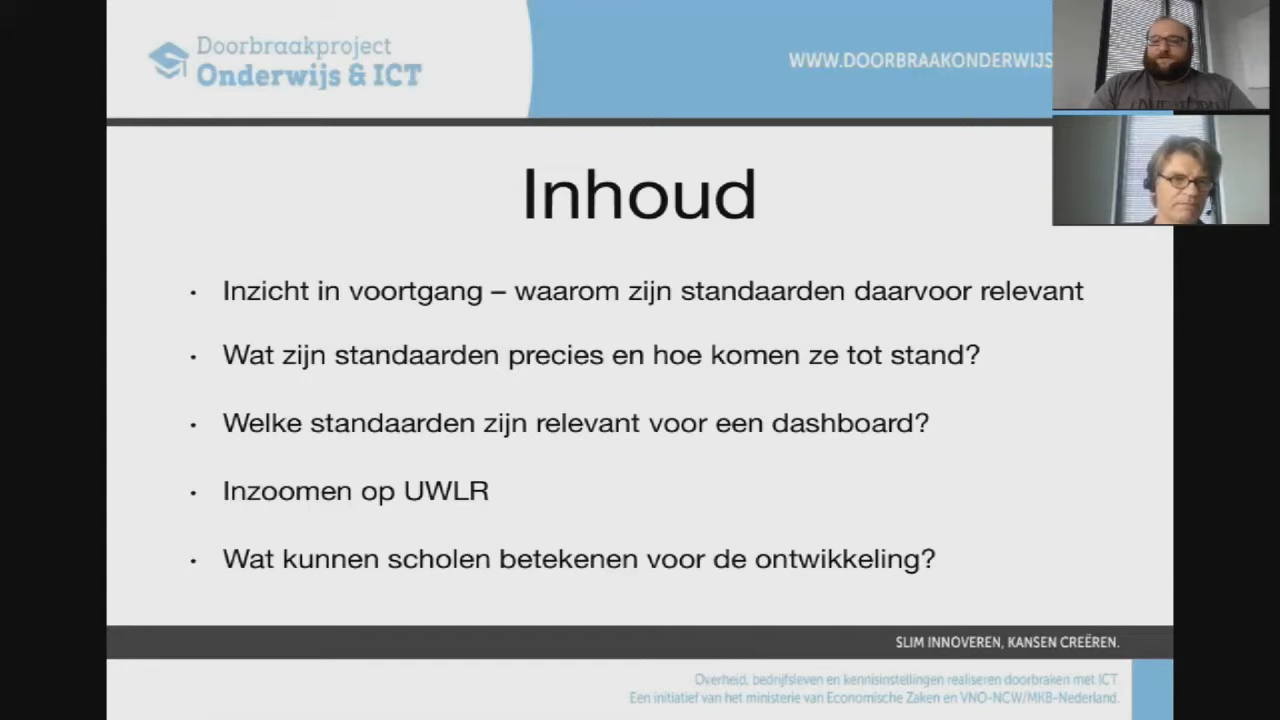 Doorbraakproject
Onderwijs & ICT
WWW.DOORBRAAKONDERWIJS
Inhoud
• Inzicht in voortgang – waarom zijn standaarden daarvoor relevant
• Wat zijn standaarden precies en hoe komen ze tot stand?
• Welke standaarden zijn relevant voor een dashboard?
• Inzoomen op UWLR
• Wat kunnen scholen betekenen voor de ontwikkeling?
SLIM INNOVEREN, KANSEN CREËREN.
Overheid, bedrijfsleven en kennisinstellingen realiseren doorbraken met ICT.
Een initiatief van het ministerie van Economische Zaken en VNO-NCW/MKB-Nederland.